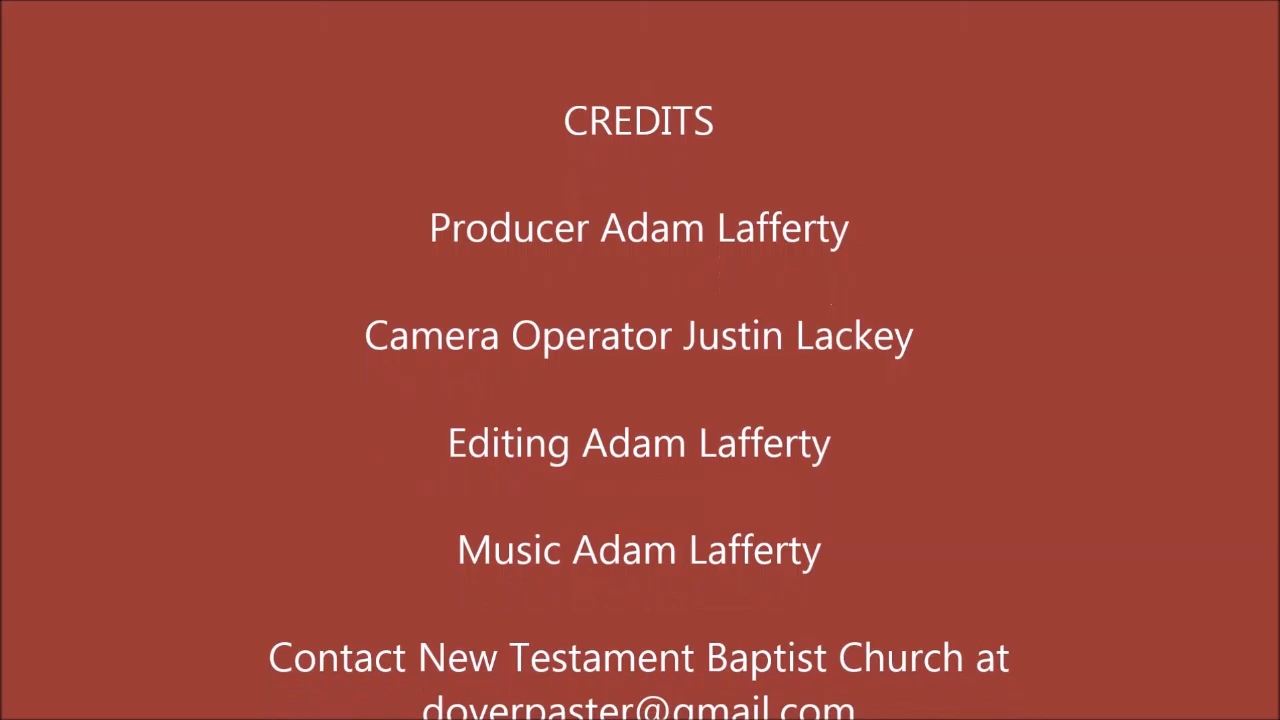 CREDITS
Producer Adam Lafferty
Camera Operator Justin Lackey
Editing Adam Lafferty
Music Adam Lafferty
Contact New Testament Baptist Church at
doverpaster@gmail.com